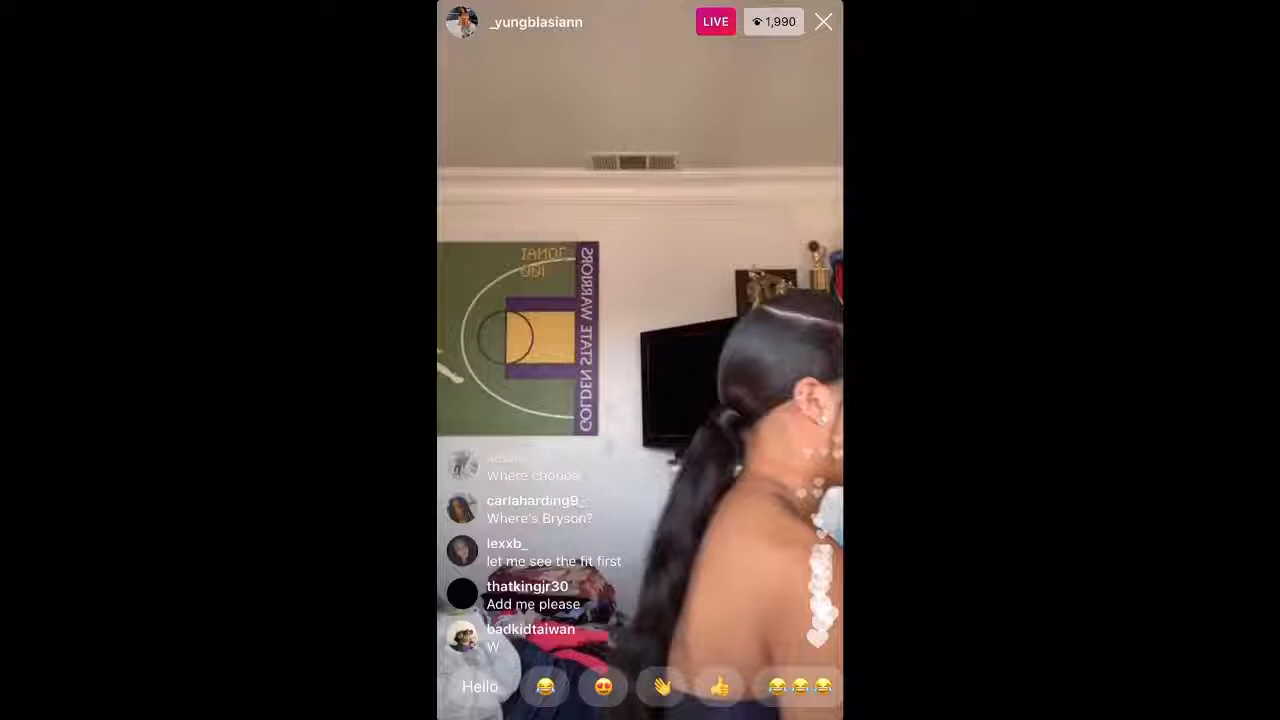 _yungblasiann
LIVE
1,990
JAMAL
GOLDEN STATE WARRIORS
carlaharding9_
Where's Bryson?
lexxb_
let me see the fit first
thatkingjr30
Add me please
badkidtaiwan
W
Hello